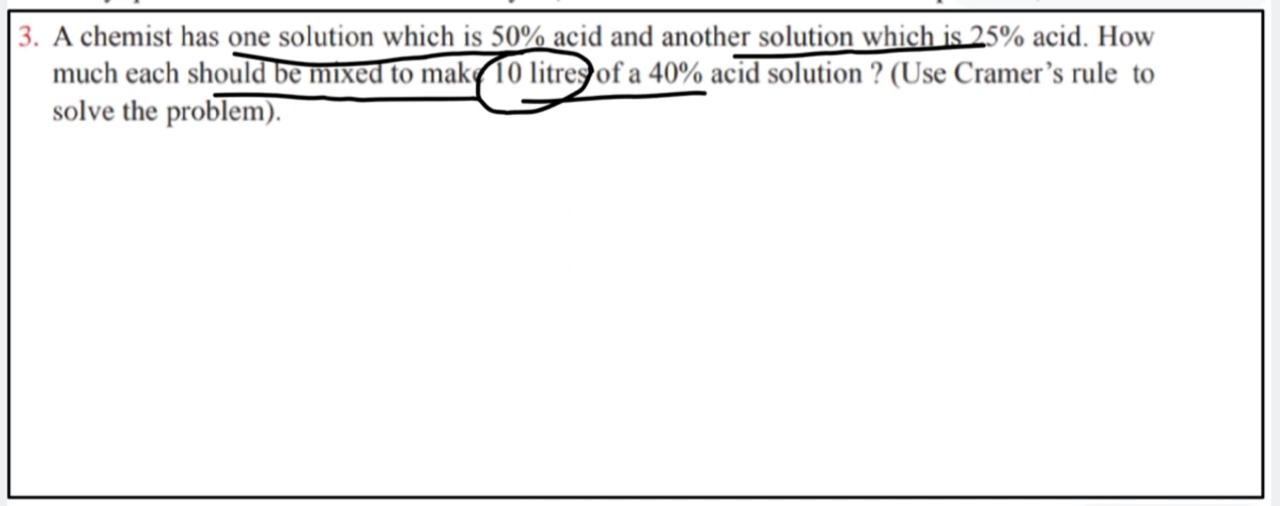 3. A chemist has one solution which is 50% acid and another solution which is 25% acid. How
much each should be mixed to make 10 litres of a 40% acid solution ? (Use Cramer’s rule to
solve the problem).